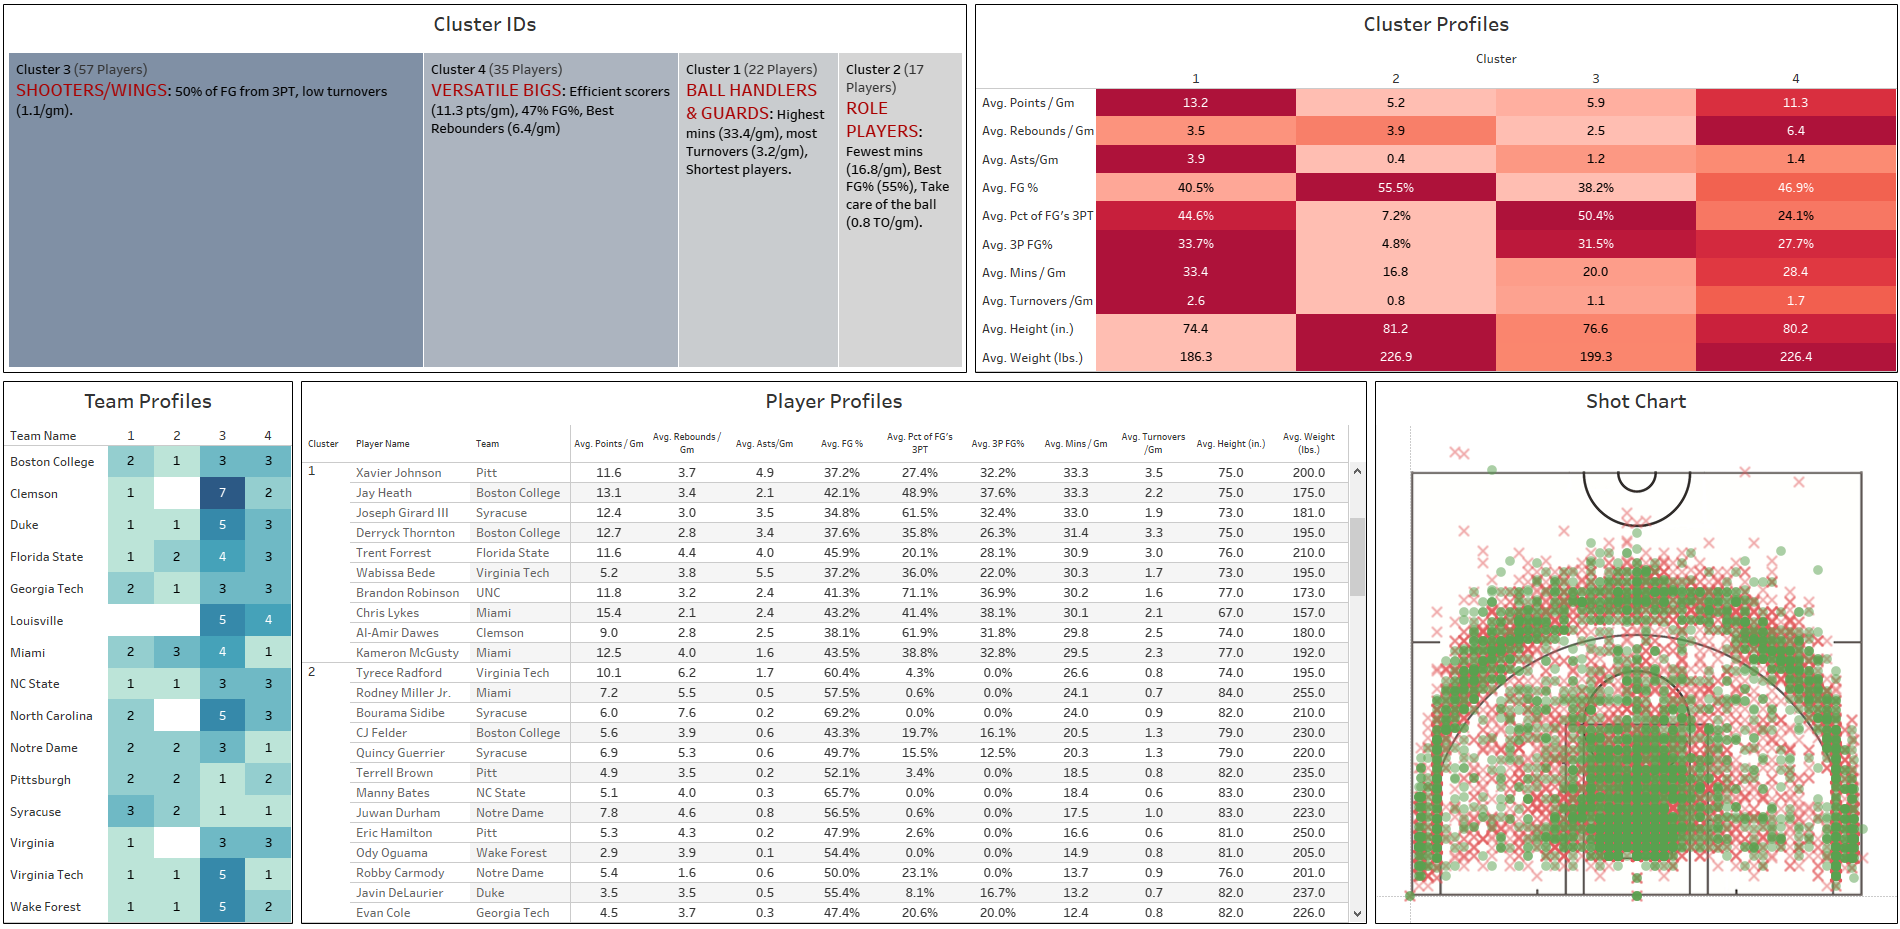 Cluster IDs
Cluster 3 (57 Players)
SHOOTERS/WINGS: 50% of FG from 3PT, low turnovers
(1.1/gm).
Cluster 4 (35 Players)
VERSATILE BIGS: Efficient scorers
(11.3 pts/gm), 47% FG%, Best
Rebounders (6.4/gm)
Cluster 1 (22 Players)
BALL HANDLERS
& GUARDS: Highest
mins (33.4/gm), most
Turnovers (3.2/gm),
Shortest players.
Cluster 2 (17
Players)
ROLE
PLAYERS:
Fewest mins
(16.8/gm), Best
FG% (55%), Take
care of the ball
(0.8 TO/gm).
Cluster Profiles
Cluster
1 2 3 4
Avg. Points / Gm 13.2 5.2 5.9 11.3
Avg. Rebounds / Gm 3.5 3.9 2.5 6.4
Avg. Asts/Gm 3.9 0.4 1.2 1.4
Avg. FG % 40.5% 55.5% 38.2% 46.9%
Avg. Pct of FG's 3PT 44.6% 7.2% 50.4% 24.1%
Avg. 3P FG% 33.7% 4.8% 31.5% 27.7%
Avg. Mins / Gm 33.4 16.8 20.0 28.4
Avg. Turnovers /Gm 2.6 0.8 1.1 1.7
Avg. Height (in.) 74.4 81.2 76.6 80.2
Avg. Weight (lbs.) 186.3 226.9 199.3 226.4
Team Profiles
Team Name 1 2 3 4
Boston College 2 1 3 3
Clemson 1 7 2
Duke 1 1 5 3
Florida State 1 2 4 3
Georgia Tech 2 1 3 3
Louisville 5 4
Miami 2 3 4 1
NC State 1 1 3 3
North Carolina 2 5 3
Notre Dame 2 2 3 1
Pittsburgh 2 2 1 2
Syracuse 3 2 1 1
Virginia 1 3 3
Virginia Tech 1 1 5 1
Wake Forest 1 1 5 2
Player Profiles
Cluster Player Name Team Avg. Points / Gm Avg. Rebounds / Gm Avg. Asts/Gm Avg. FG % Avg. Pct of FG's 3PT Avg. 3P FG% Avg. Mins / Gm Avg. Turnovers /Gm Avg. Height (in.) Avg. Weight (lbs.)
1 Xavier Johnson Pitt 11.6 3.7 4.9 37.2% 27.4% 32.2% 33.3 3.5 75.0 200.0
Jay Heath Boston College 13.1 3.4 2.1 42.1% 48.9% 37.6% 33.3 2.2 75.0 175.0
Joseph Girard III Syracuse 12.4 3.0 3.5 34.8% 61.5% 32.4% 33.0 1.9 73.0 181.0
Derryck Thornton Boston College 12.7 2.8 3.4 37.6% 35.8% 26.3% 31.4 3.3 75.0 195.0
Trent Forrest Florida State 11.6 4.4 4.0 45.9% 20.1% 28.1% 30.9 3.0 76.0 210.0
Wabissa Bede Virginia Tech 5.2 3.8 5.5 37.2% 36.0% 22.0% 30.3 1.7 73.0 195.0
Brandon Robinson UNC 11.8 3.2 2.4 41.3% 71.1% 36.9% 30.2 1.6 77.0 173.0
Chris Lykes Miami 15.4 2.1 2.4 43.2% 41.4% 38.1% 30.1 2.1 67.0 157.0
Al-Amir Dawes Clemson 9.0 2.8 2.5 38.1% 61.9% 31.8% 29.8 2.5 74.0 180.0
Kameron McGusty Miami 12.5 4.0 1.6 43.5% 38.8% 32.8% 29.5 2.3 77.0 192.0
2 Tyrece Radford Virginia Tech 10.1 6.2 1.7 60.4% 4.3% 0.0% 26.6 0.8 74.0 195.0
Rodney Miller Jr. Miami 7.2 5.5 0.5 57.5% 0.6% 0.0% 24.1 0.7 84.0 255.0
Bourama Sidibe Syracuse 6.0 7.6 0.2 69.2% 0.0% 0.0% 24.0 0.9 82.0 210.0
CJ Felder Boston College 5.6 3.9 0.6 43.3% 19.7% 16.1% 20.5 1.3 79.0 230.0
Quincy Guerrier Syracuse 6.9 5.3 0.6 49.7% 15.5% 12.5% 20.3 1.3 79.0 220.0
Terrell Brown Pitt 4.9 3.5 0.2 52.1% 3.4% 0.0% 18.5 0.8 82.0 235.0
Manny Bates NC State 5.1 4.0 0.3 65.7% 0.0% 0.0% 18.4 0.6 83.0 230.0
Juwan Durham Notre Dame 7.8 4.6 0.8 56.5% 0.6% 0.0% 17.5 1.0 83.0 223.0
Eric Hamilton Pitt 5.3 4.3 0.2 47.9% 2.6% 0.0% 16.6 0.6 81.0 250.0
Ody Oguama Wake Forest 2.9 3.9 0.1 54.4% 0.0% 0.0% 14.9 0.8 81.0 205.0
Robby Carmody Notre Dame 5.4 1.6 0.6 50.0% 23.1% 0.0% 13.7 0.9 76.0 201.0
Javin DeLaurier Duke 3.5 3.5 0.5 55.4% 8.1% 16.7% 13.2 0.7 82.0 237.0
Evan Cole Georgia Tech 4.5 3.7 0.3 47.4% 20.6% 20.0% 12.4 0.8 82.0 226.0
Shot Chart